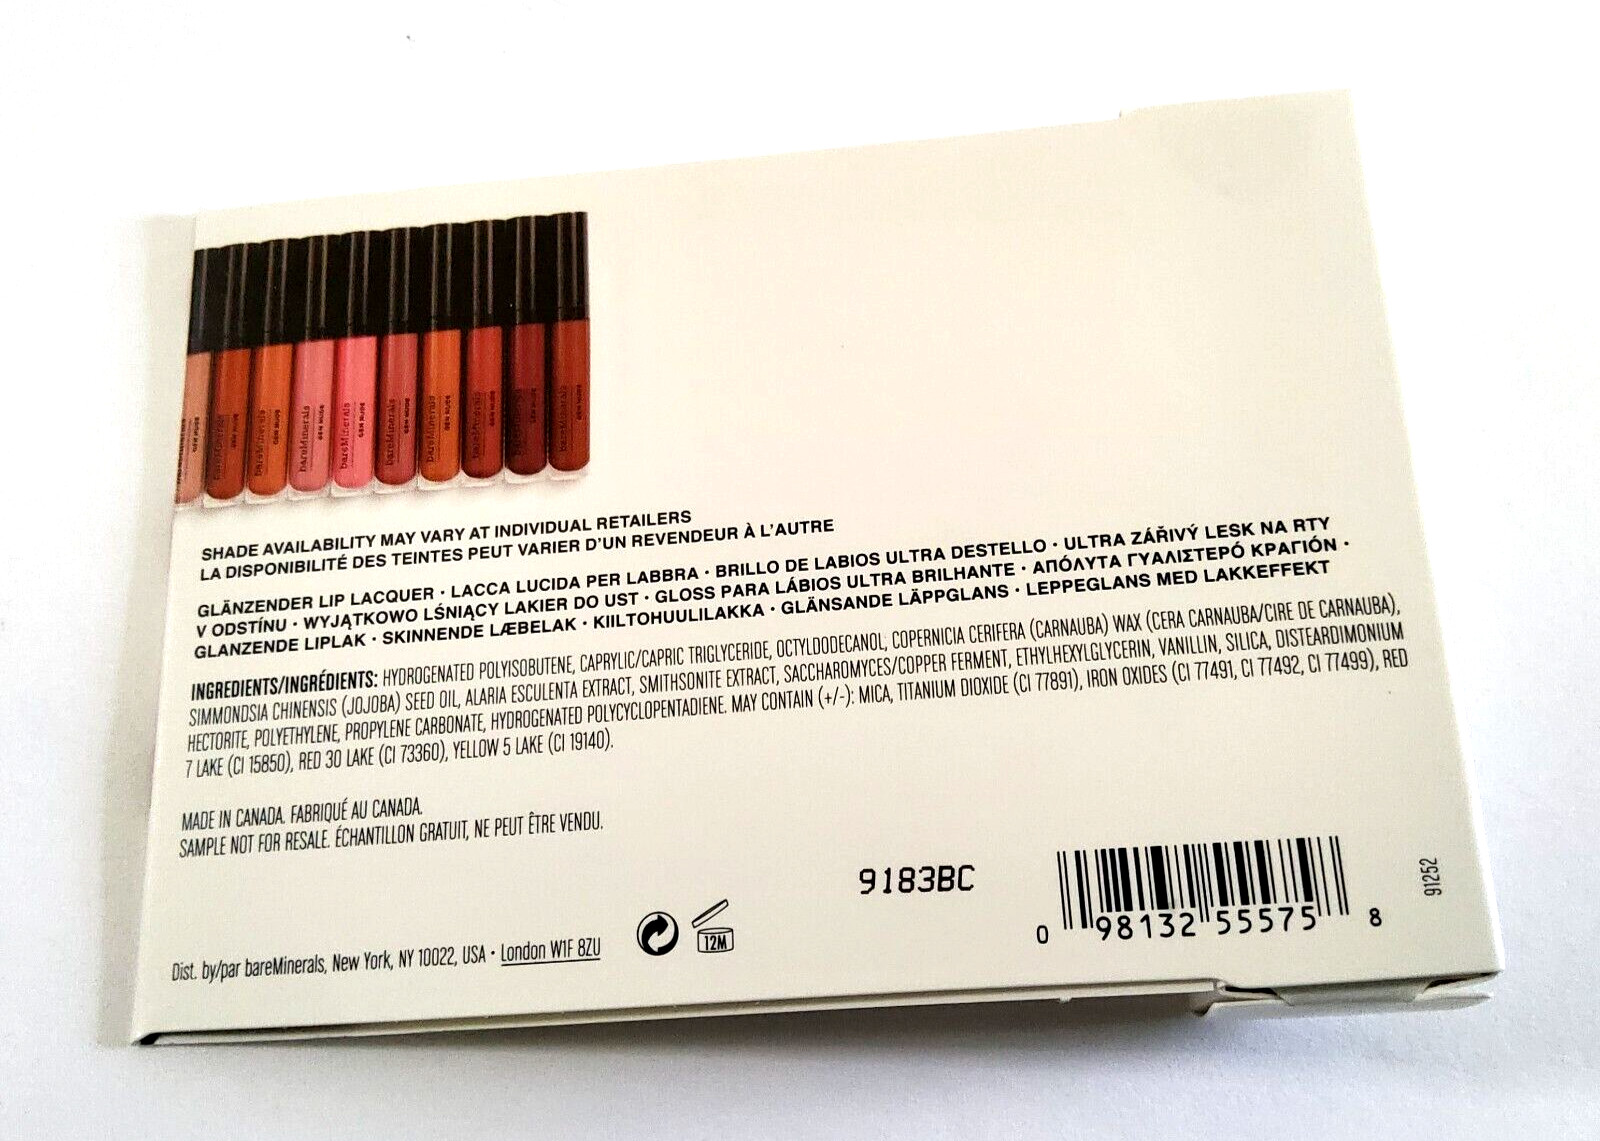 bareMinerals GEN NUDE
SHADE AVAILABILITY MAY VARY AT INDIVIDUAL RETAILERS
LA DISPONIBILITÉ DES TEINTES PEUT VARIER D'UN REVENDEUR À L'AUTRE
GLÄNZENDER LIP LACQUER · LACCA LUCIDA PER LABBRA · BRILLO DE LABIOS ULTRA DESTELLO · ULTRA ZÁŘIVÝ LESK NA RTY
V ODSTÍNU · WYJĄTKOWO LŚNIĄCY LAKIER DO UST · GLOSS PARA LÁBIOS ULTRA BRILHANTE · ΑΠΌΛΥΤΑ ΓΥΑΛΙΣΤΕΡΌ ΚΡΑΓΙΌΝ ·
GLANZENDE LIPLAK · SKINNENDE LÆBELAK · KIILTOHUULILAKKA · GLÄNSANDE LÄPPGLANS · LEPPEGLANS MED LAKKEFFEKT
INGREDIENTS/INGRÉDIENTS: HYDROGENATED POLYISOBUTENE, CAPRYLIC/CAPRIC TRIGLYCERIDE, OCTYLDODECANOL, COPERNICIA CERIFERA (CARNAUBA) WAX (CERA CARNAUBA/CIRE DE CARNAUBA),
SIMMONDSIA CHINENSIS (JOJOBA) SEED OIL, ALARIA ESCULENTA EXTRACT, SMITHSONITE EXTRACT, SACCHAROMYCES/COPPER FERMENT, ETHYLHEXYLGLYCERIN, VANILLIN, SILICA, DISTEARDIMONIUM
HECTORITE, POLYETHYLENE, PROPYLENE CARBONATE, HYDROGENATED POLYCYCLOPENTADIENE. MAY CONTAIN (+/-): MICA, TITANIUM DIOXIDE (CI 77891), IRON OXIDES (CI 77491, CI 77492, CI 77499), RED
7 LAKE (CI 15850), RED 30 LAKE (CI 73360), YELLOW 5 LAKE (CI 19140).
MADE IN CANADA. FABRIQUÉ AU CANADA.
SAMPLE NOT FOR RESALE. ÉCHANTILLON GRATUIT, NE PEUT ÊTRE VENDU.
9183BC
91252
Dist. by/par bareMinerals, New York, NY 10022, USA · London W1F 8ZU
12M
0 98132 55575 8